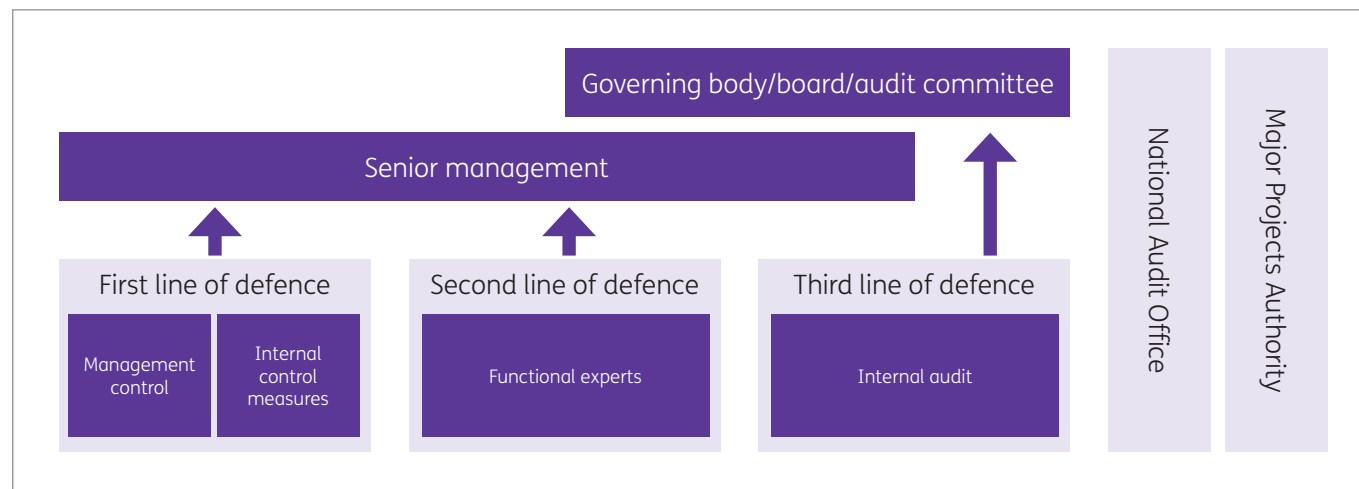 Governing body/board/audit committee
Senior management
First line of defence
Management
control
Internal
control
measures
Second line of defence
Functional experts
Third line of defence
Internal audit
National Audit Office
Major Projects Authority